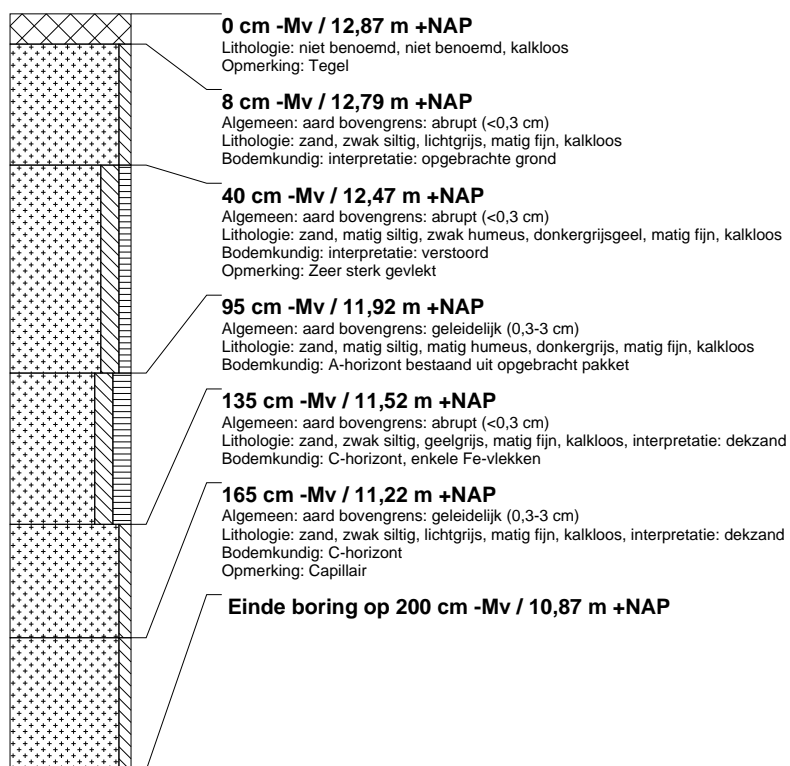 0 cm -Mv / 12,87 m +NAP
Lithologie: niet benoemd, niet benoemd, kalkloos
Opmerking: Tegel
8 cm -Mv / 12,79 m +NAP
Algemeen: aard bovengrens: abrupt (<0,3 cm)
Lithologie: zand, zwak siltig, lichtgrijs, matig fijn, kalkloos
Bodemkundig: interpretatie: opgebrachte grond
40 cm -Mv / 12,47 m +NAP
Algemeen: aard bovengrens: abrupt (<0,3 cm)
Lithologie: zand, matig siltig, zwak humeus, donkergrijsgeel, matig fijn, kalkloos
Bodemkundig: interpretatie: verstoord
Opmerking: Zeer sterk gevlekt
95 cm -Mv / 11,92 m +NAP
Algemeen: aard bovengrens: geleidelijk (0,3-3 cm)
Lithologie: zand, matig siltig, matig humeus, donkergrijs, matig fijn, kalkloos
Bodemkundig: A-horizont bestaand uit opgebracht pakket
135 cm -Mv / 11,52 m +NAP
Algemeen: aard bovengrens: abrupt (<0,3 cm)
Lithologie: zand, zwak siltig, geelgrijs, matig fijn, kalkloos, interpretatie: dekzand
Bodemkundig: C-horizont, enkele Fe-vlekken
165 cm -Mv / 11,22 m +NAP
Algemeen: aard bovengrens: geleidelijk (0,3-3 cm)
Lithologie: zand, zwak siltig, lichtgrijs, matig fijn, kalkloos, interpretatie: dekzand
Bodemkundig: C-horizont
Opmerking: Capillair
Einde boring op 200 cm -Mv / 10,87 m +NAP